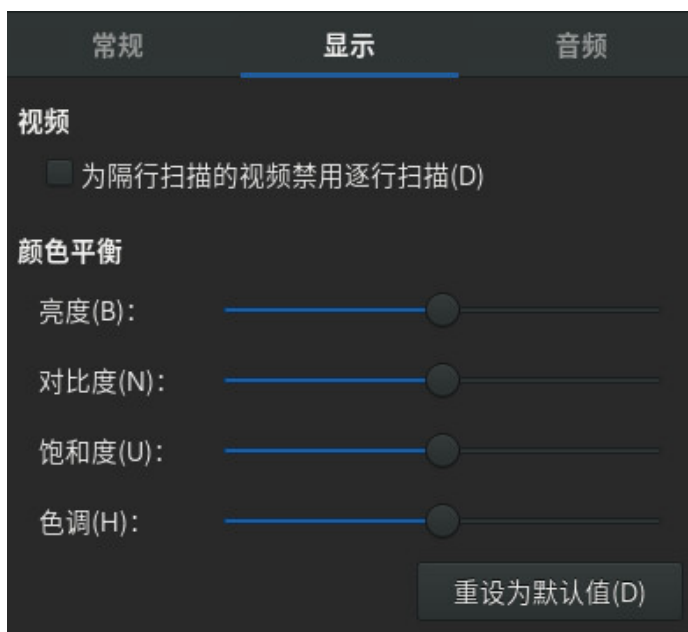 常规 显示 音频
视频
为隔行扫描的视频禁用逐行扫描(D)
颜色平衡
亮度(B):
对比度(N):
饱和度(U):
色调(H):
重设为默认值(D)